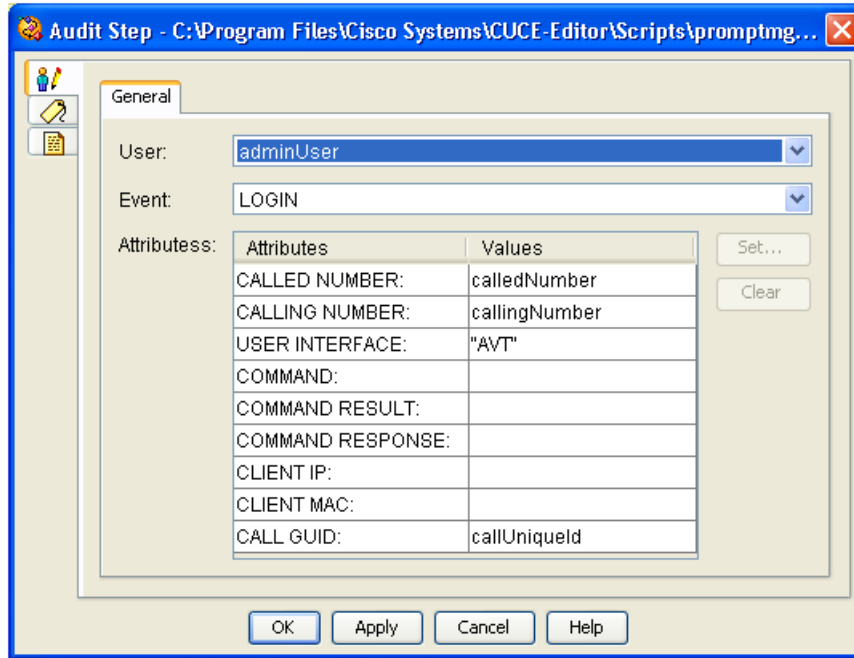 Audit Step - C:\Program Files\Cisco Systems\CUCE-Editor\Scripts\promptmg...
General
User: adminUser
Event: LOGIN
Attributess: Attributes Values Set...
CALLED NUMBER: calledNumber
Clear
CALLING NUMBER: callingNumber
USER INTERFACE: "AVT"
COMMAND:
COMMAND RESULT:
COMMAND RESPONSE:
CLIENT IP:
CLIENT MAC:
CALL GUID: callUniqueId
OK Apply Cancel Help